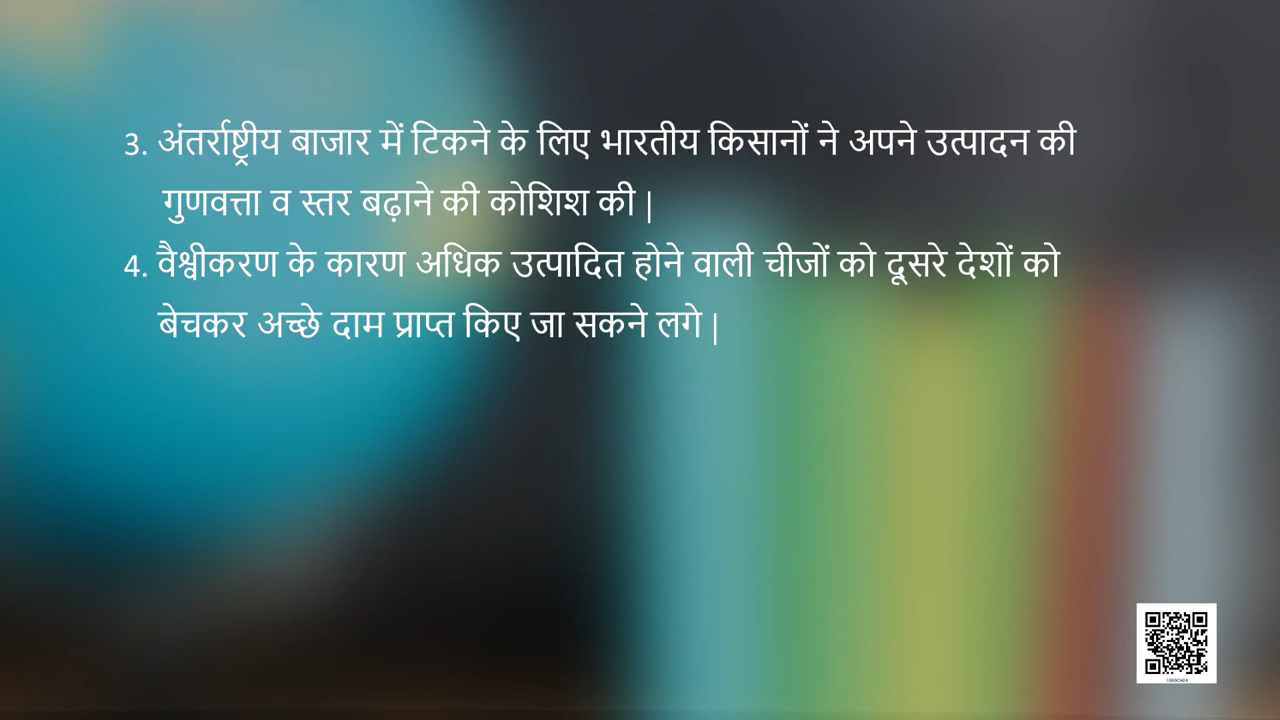 3. अंतर्राष्ट्रीय बाजार में टिकने के लिए भारतीय किसानों ने अपने उत्पादन की
गुणवत्ता व स्तर बढ़ाने की कोशिश की |
4. वैश्वीकरण के कारण अधिक उत्पादित होने वाली चीजों को दूसरे देशों को
बेचकर अच्छे दाम प्राप्त किए जा सकने लगे |